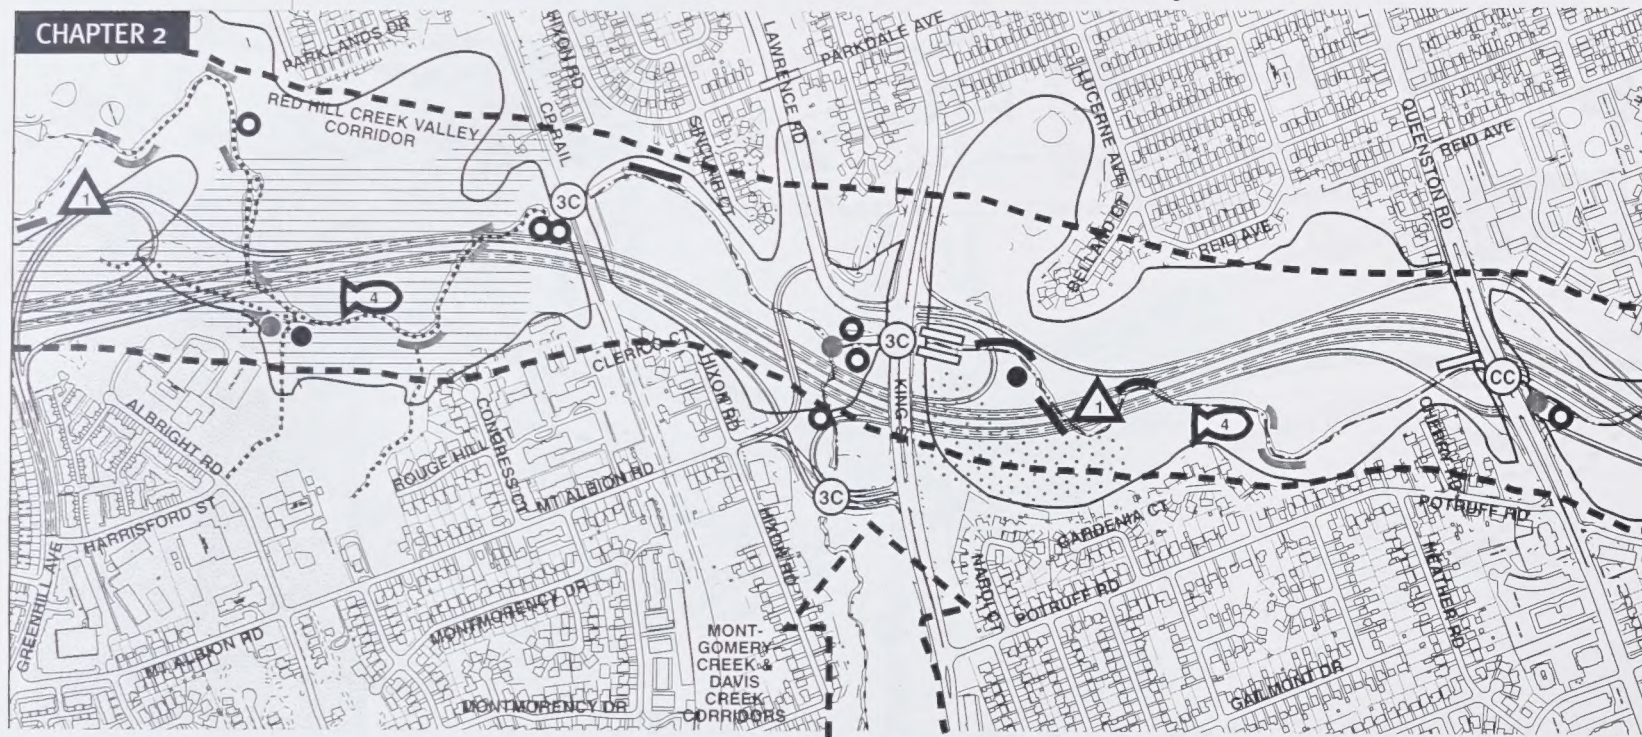 CHAPTER 2
PARKLANDS DR
RED HILL CREEK VALLEY
CORRIDOR
HIXON RD
CP RAIL
LAWRENCE RD
PARKDALE AVE
SINCLAIR CT
LUCERNE AVE
BELLAND CT
REID AVE
REID AVE
QUEENSTON RD
1
3C
4
3C
1
4
CC
3C
CLERICS CT
HIXON RD
KING S
ALBRIGHT RD
HARRISFORD ST
GREENHILL AVE
ROUGE HILL
CONGRESS CT
MT ALBION RD
MT ALBION RD
MONTMORENCY DR
MONTMORENCY DR
HIXON RD
MONT-
GOMERY
CREEK &
DAVIS
CREEK
CORRIDORS
NABOI CT
GARDENIA CT
POTRUFF RD
POTRUFF RD
HEATHER RD
GAILMONT DR